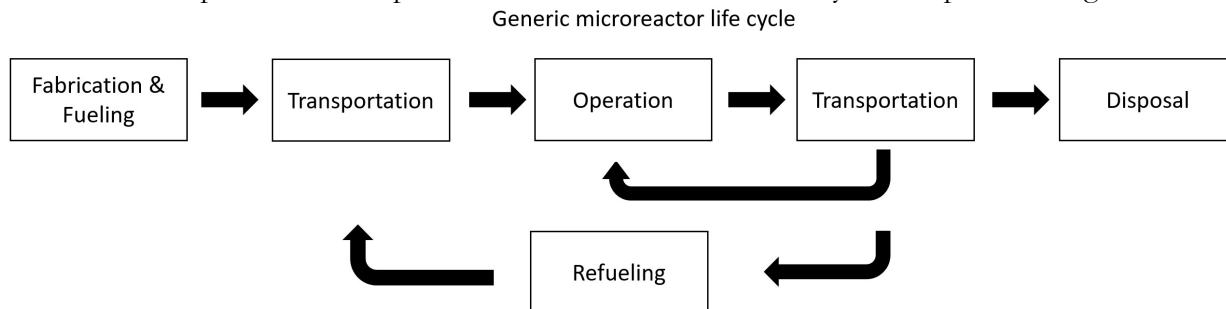 Generic microreactor life cycle
Fabrication &
Fueling
Transportation
Operation
Transportation
Disposal
Refueling